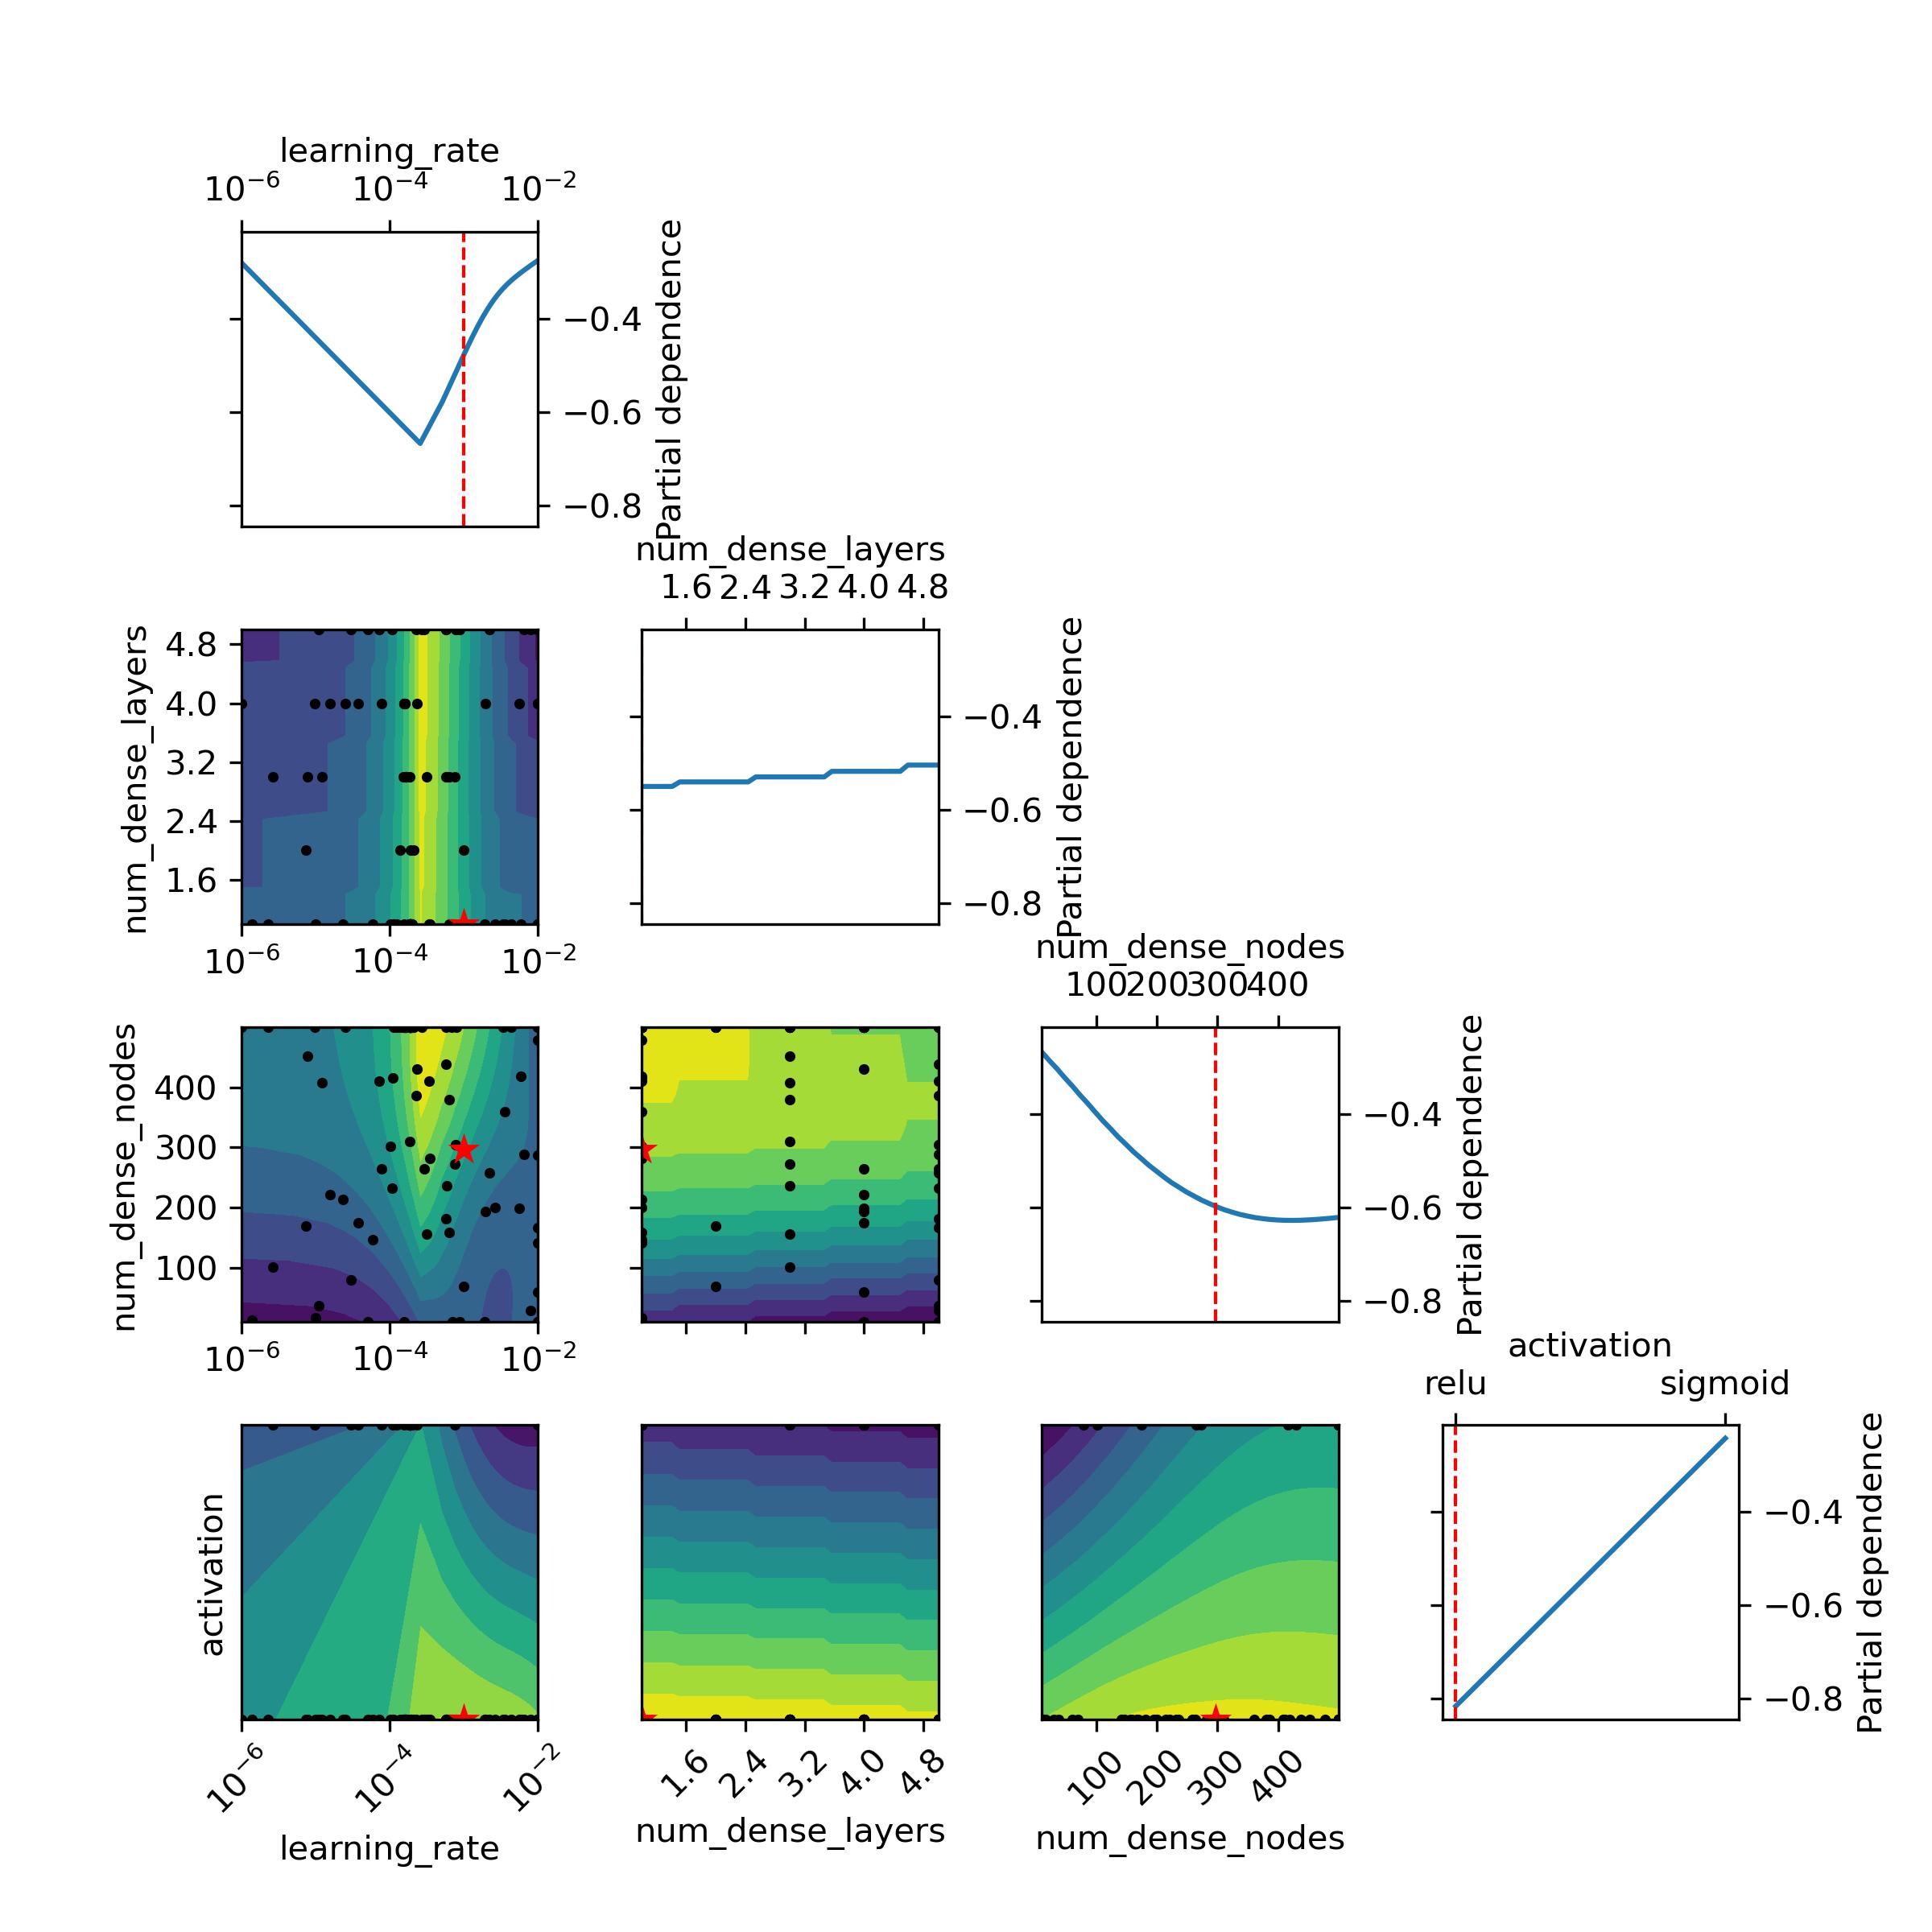 learning_rate
10⁻⁶ 10⁻⁴ 10⁻²
−0.4
−0.6
−0.8
Partial dependence
num_dense_layers
1.6 2.4 3.2 4.0 4.8
num_dense_layers
4.8
4.0
3.2
2.4
1.6
10⁻⁶ 10⁻⁴ 10⁻²
−0.4
−0.6
−0.8
Partial dependence
num_dense_nodes
100 200 300 400
num_dense_nodes
400
300
200
100
10⁻⁶ 10⁻⁴ 10⁻²
−0.4
−0.6
−0.8
Partial dependence
activation
relu sigmoid
activation
−0.4
−0.6
−0.8
Partial dependence
10⁻⁶ 10⁻⁴ 10⁻²
learning_rate
1.6 2.4 3.2 4.0 4.8
num_dense_layers
100 200 300 400
num_dense_nodes